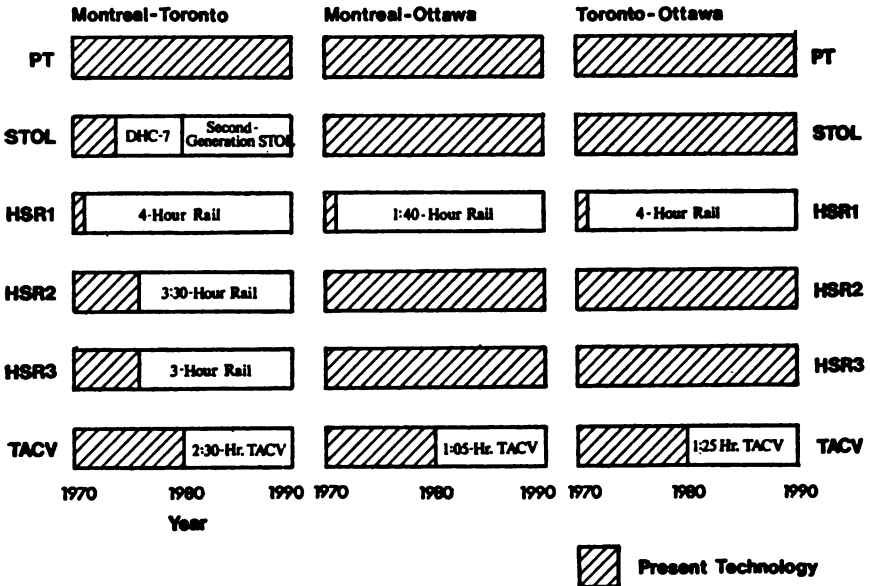 Montreal-Toronto Montreal-Ottawa Toronto-Ottawa
PT PT
STOL DHC-7 Second-
Generation STOL STOL
HSR1 4-Hour Rail 1:40-Hour Rail 4-Hour Rail HSR1
HSR2 3:30-Hour Rail HSR2
HSR3 3-Hour Rail HSR3
TACV 2:30-Hr. TACV 1:05-Hr. TACV 1:25 Hr. TACV TACV
1970 1980 1990 1970 1980 1990 1970 1980 1990
Year
Present Technology